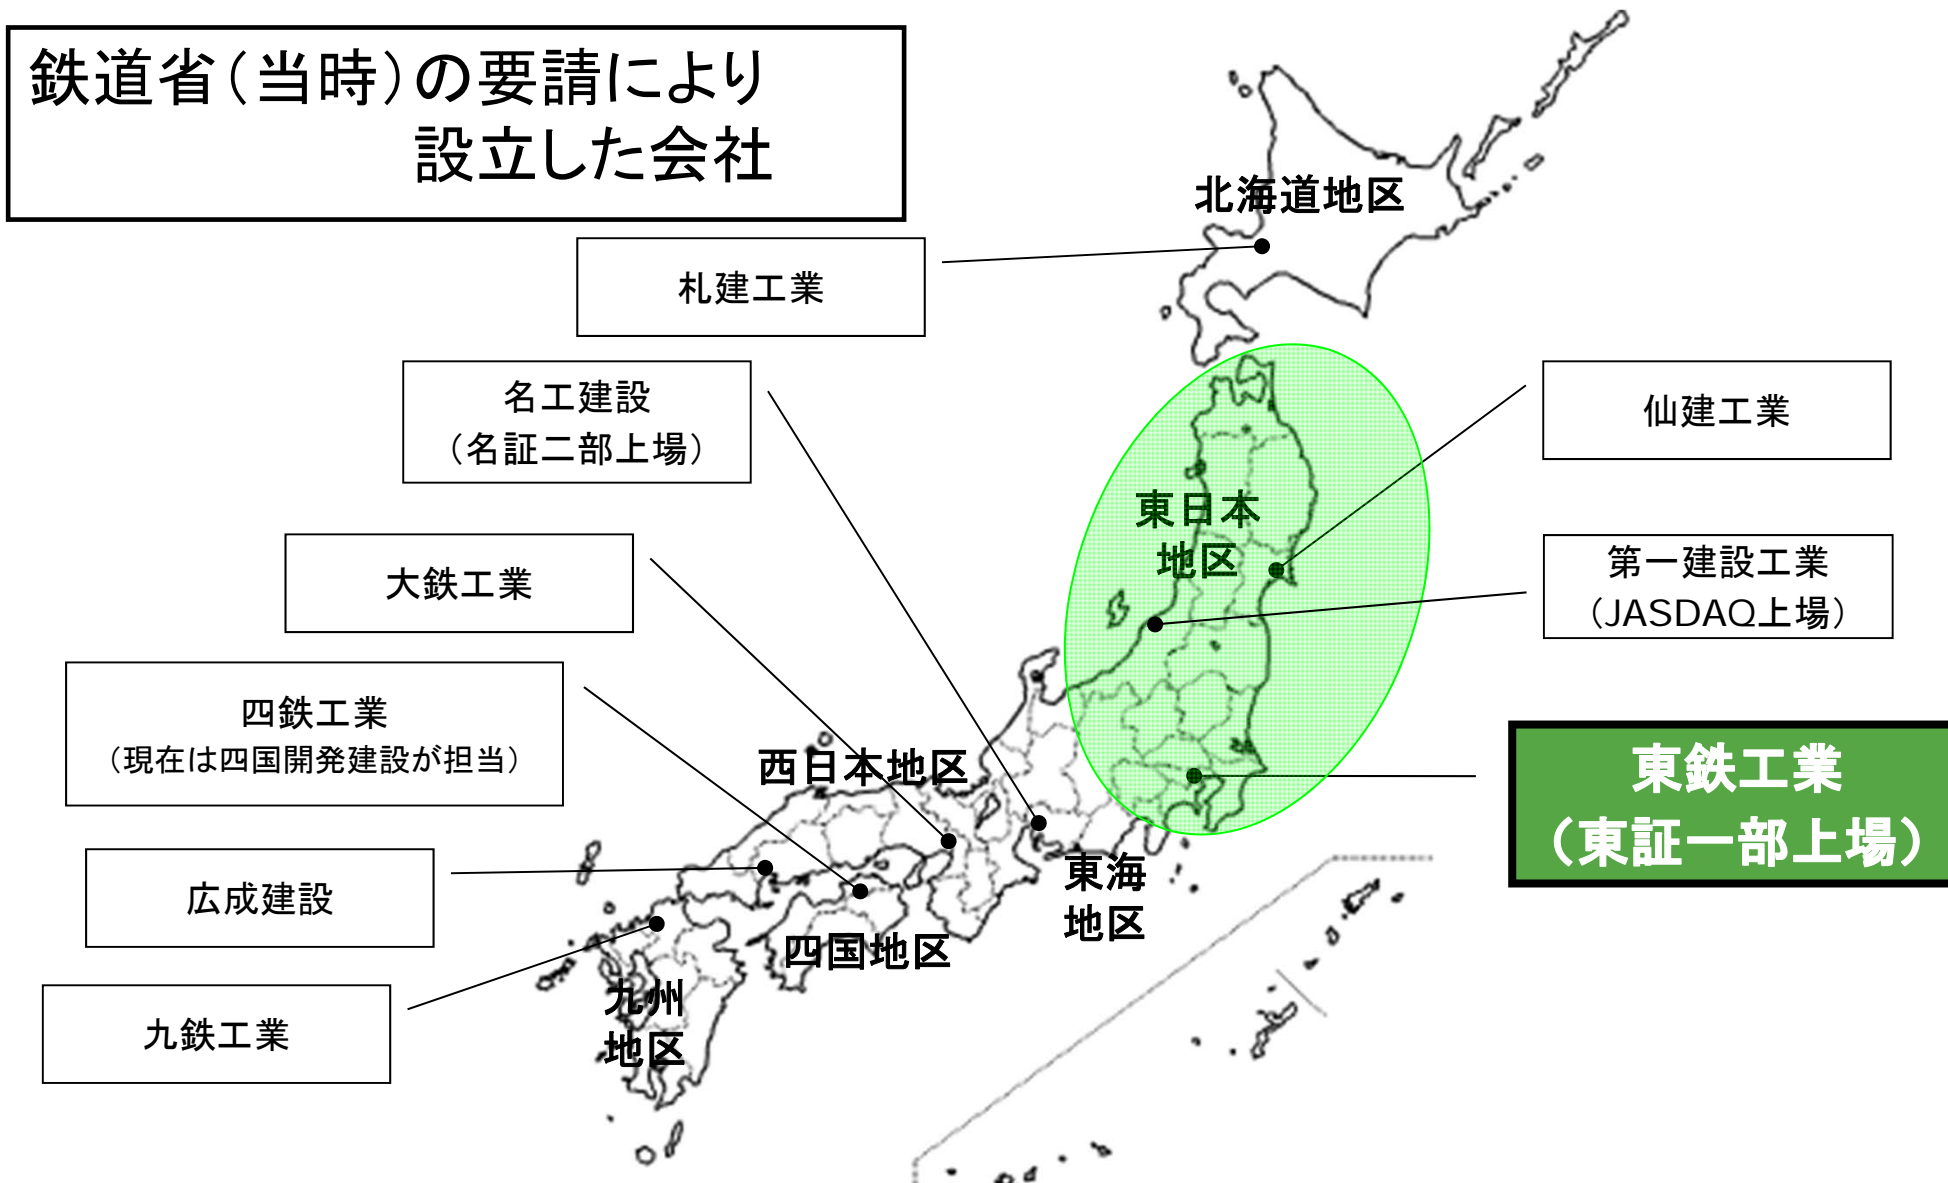 鉄道省（当時）の要請により
設立した会社
北海道地区
札建工業
名工建設
（名証二部上場）
仙建工業
東日本
地区
大鉄工業
第一建設工業
（JASDAQ上場）
四鉄工業
（現在は四国開発建設が担当）
西日本地区
東鉄工業
（東証一部上場）
広成建設
東海
地区
四国地区
九鉄工業
九州
地区